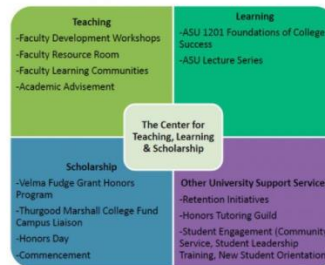 Teaching
-Faculty Development Workshops
-Faculty Resource Room
-Faculty Learning Communities
-Academic Advisement
Learning
-ASU 1201 Foundations of College
Success
-ASU Lecture Series
The Center for
Teaching, Learning
& Scholarship
Scholarship
-Velma Fudge Grant Honors
Program
-Thurgood Marshall College Fund
Campus Liaison
-Honors Day
-Commencement
Other University Support Service
-Retention Initiatives
-Honors Tutoring Guild
-Student Engagement (Community
Service, Student Leadership
Training, New Student Orientation